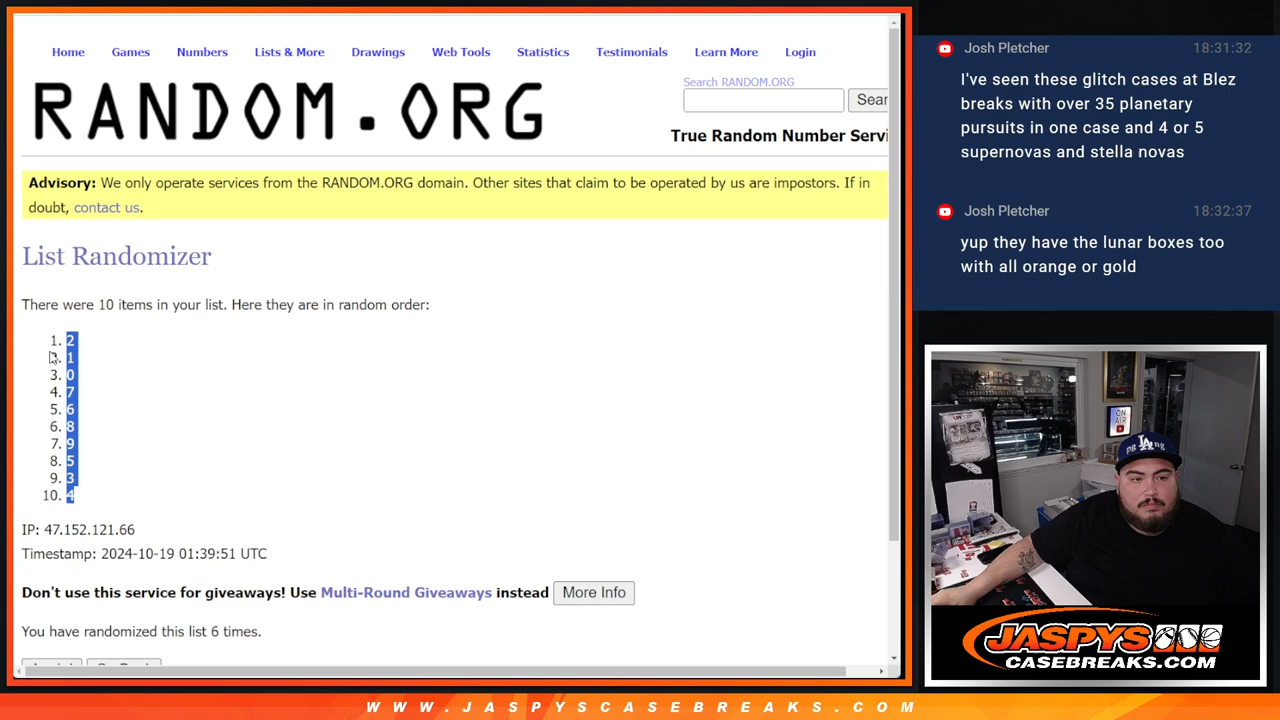 Home Games Numbers Lists & More Drawings Web Tools Statistics Testimonials Learn More Login
Search RANDOM.ORG
RANDOM.ORG
True Random Number Servi
Advisory: We only operate services from the RANDOM.ORG domain. Other sites that claim to be operated by us are impostors. If in
doubt, contact us.
List Randomizer
There were 10 items in your list. Here they are in random order:
1. 2
2. 1
3. 0
4. 7
5. 6
6. 8
7. 9
8. 5
9. 3
10. 4
IP: 47.152.121.66
Timestamp: 2024-10-19 01:39:51 UTC
Don't use this service for giveaways! Use Multi-Round Giveaways instead More Info
You have randomized this list 6 times.
Josh Pletcher 18:31:32
I've seen these glitch cases at Blez
breaks with over 35 planetary
pursuits in one case and 4 or 5
supernovas and stella novas
Josh Pletcher 18:32:37
yup they have the lunar boxes too
with all orange or gold
ON
AIR
LA
JASPYS
CASEBREAKS.COM
WWW.JASPYSCASEBREAKS.COM